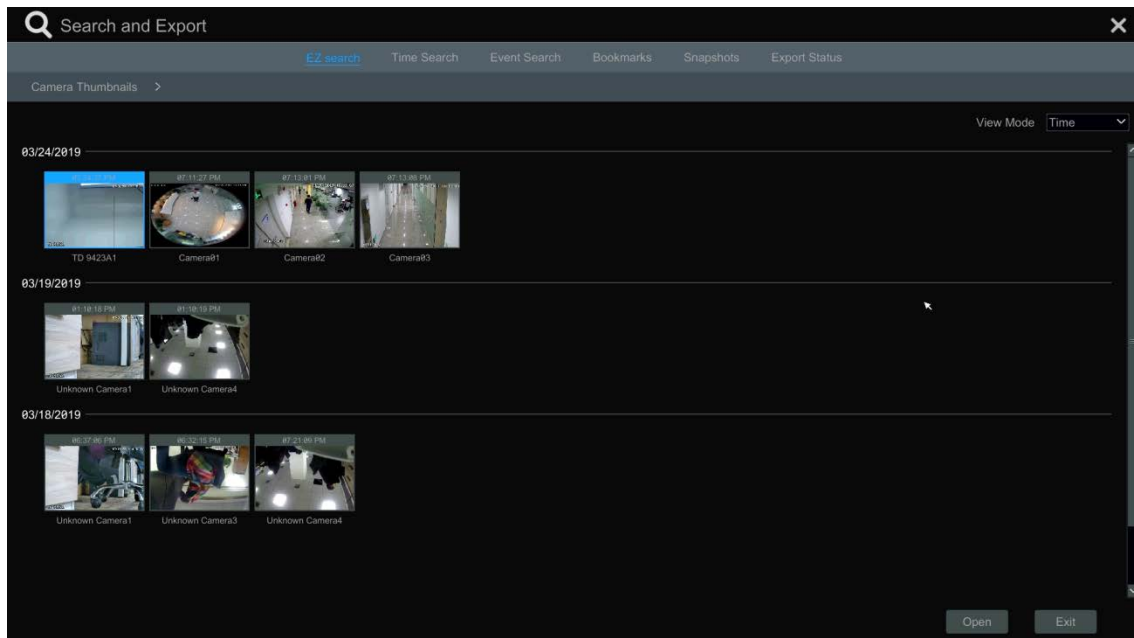 Search and Export
EZ search Time Search Event Search Bookmarks Snapshots Export Status
Camera Thumbnails >
View Mode Time
03/24/2019
07:11:27 PM 07:13:01 PM 07:13:06 PM
TD 9423A1 Camera01 Camera02 Camera03
03/19/2019
01:10:18 PM 01:10:19 PM
Unknown Camera1 Unknown Camera4
03/18/2019
06:37:06 PM 06:32:15 PM 07:21:09 PM
Unknown Camera1 Unknown Camera3 Unknown Camera4
Open Exit